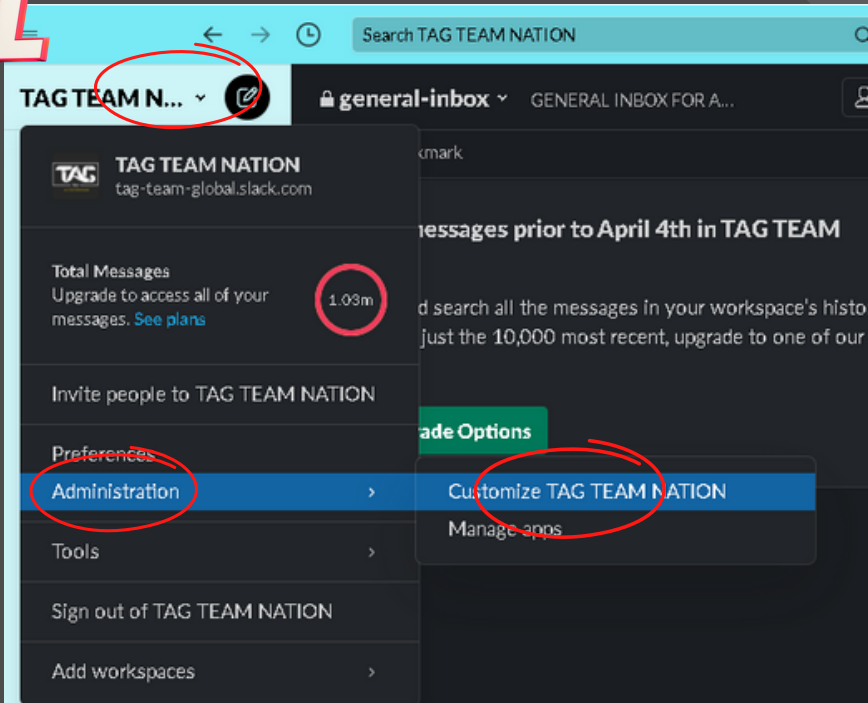 Search TAG TEAM NATION
TAG TEAM N...
general-inbox
GENERAL INBOX FOR A...
TAG
TAG TEAM NATION
tag-team-global.slack.com
Total Messages
Upgrade to access all of your
messages. See plans
1.03m
Invite people to TAG TEAM NATION
Preferences
Administration
Tools
Sign out of TAG TEAM NATION
Add workspaces
kmark
essages prior to April 4th in TAG TEAM
d search all the messages in your workspace's histo
just the 10,000 most recent, upgrade to one of our
ade Options
Customize TAG TEAM NATION
Manage apps